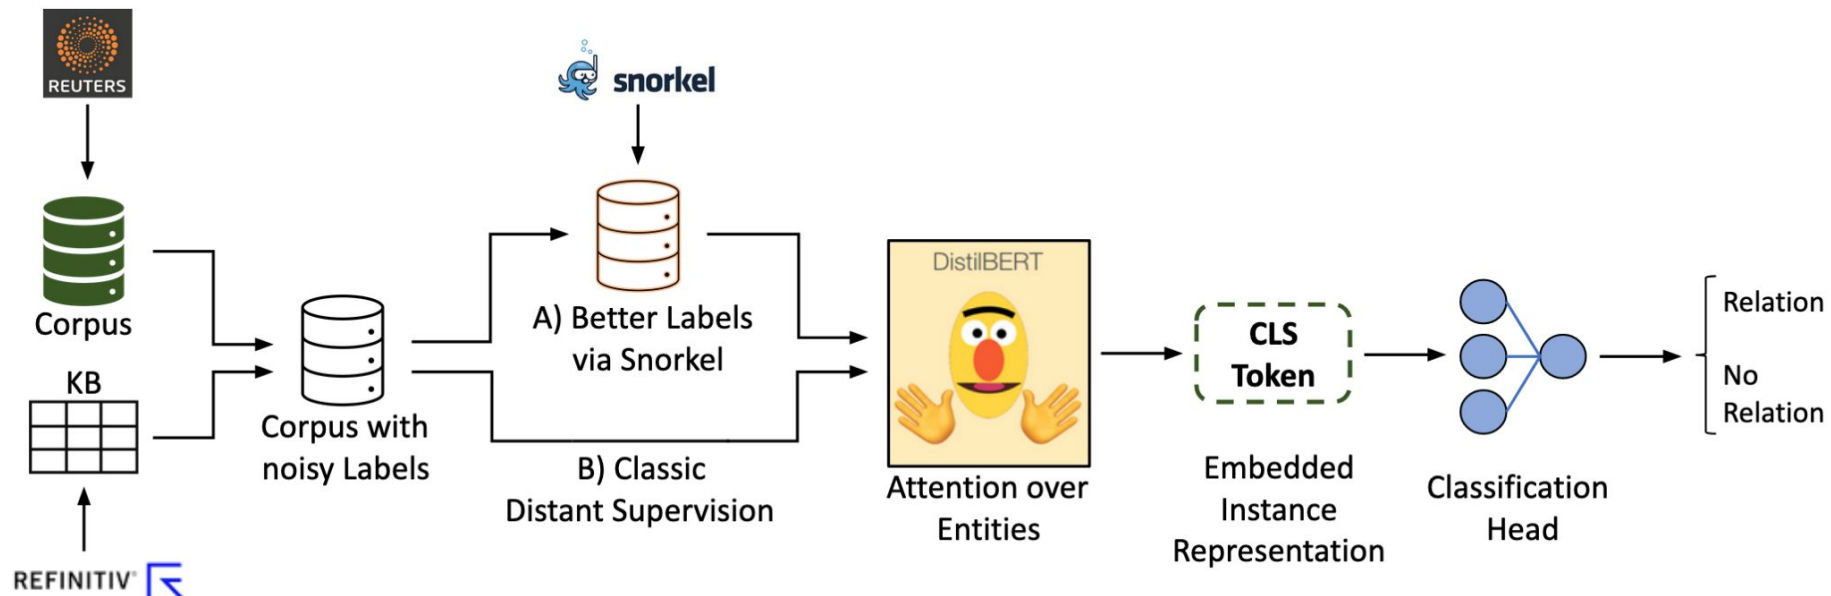 REUTERS
Corpus
KB
REFINITIV
Corpus with
noisy Labels
snorkel
A) Better Labels
via Snorkel
B) Classic
Distant Supervision
DistilBERT
Attention over
Entities
CLS
Token
Embedded
Instance
Representation
Classification
Head
Relation
No
Relation